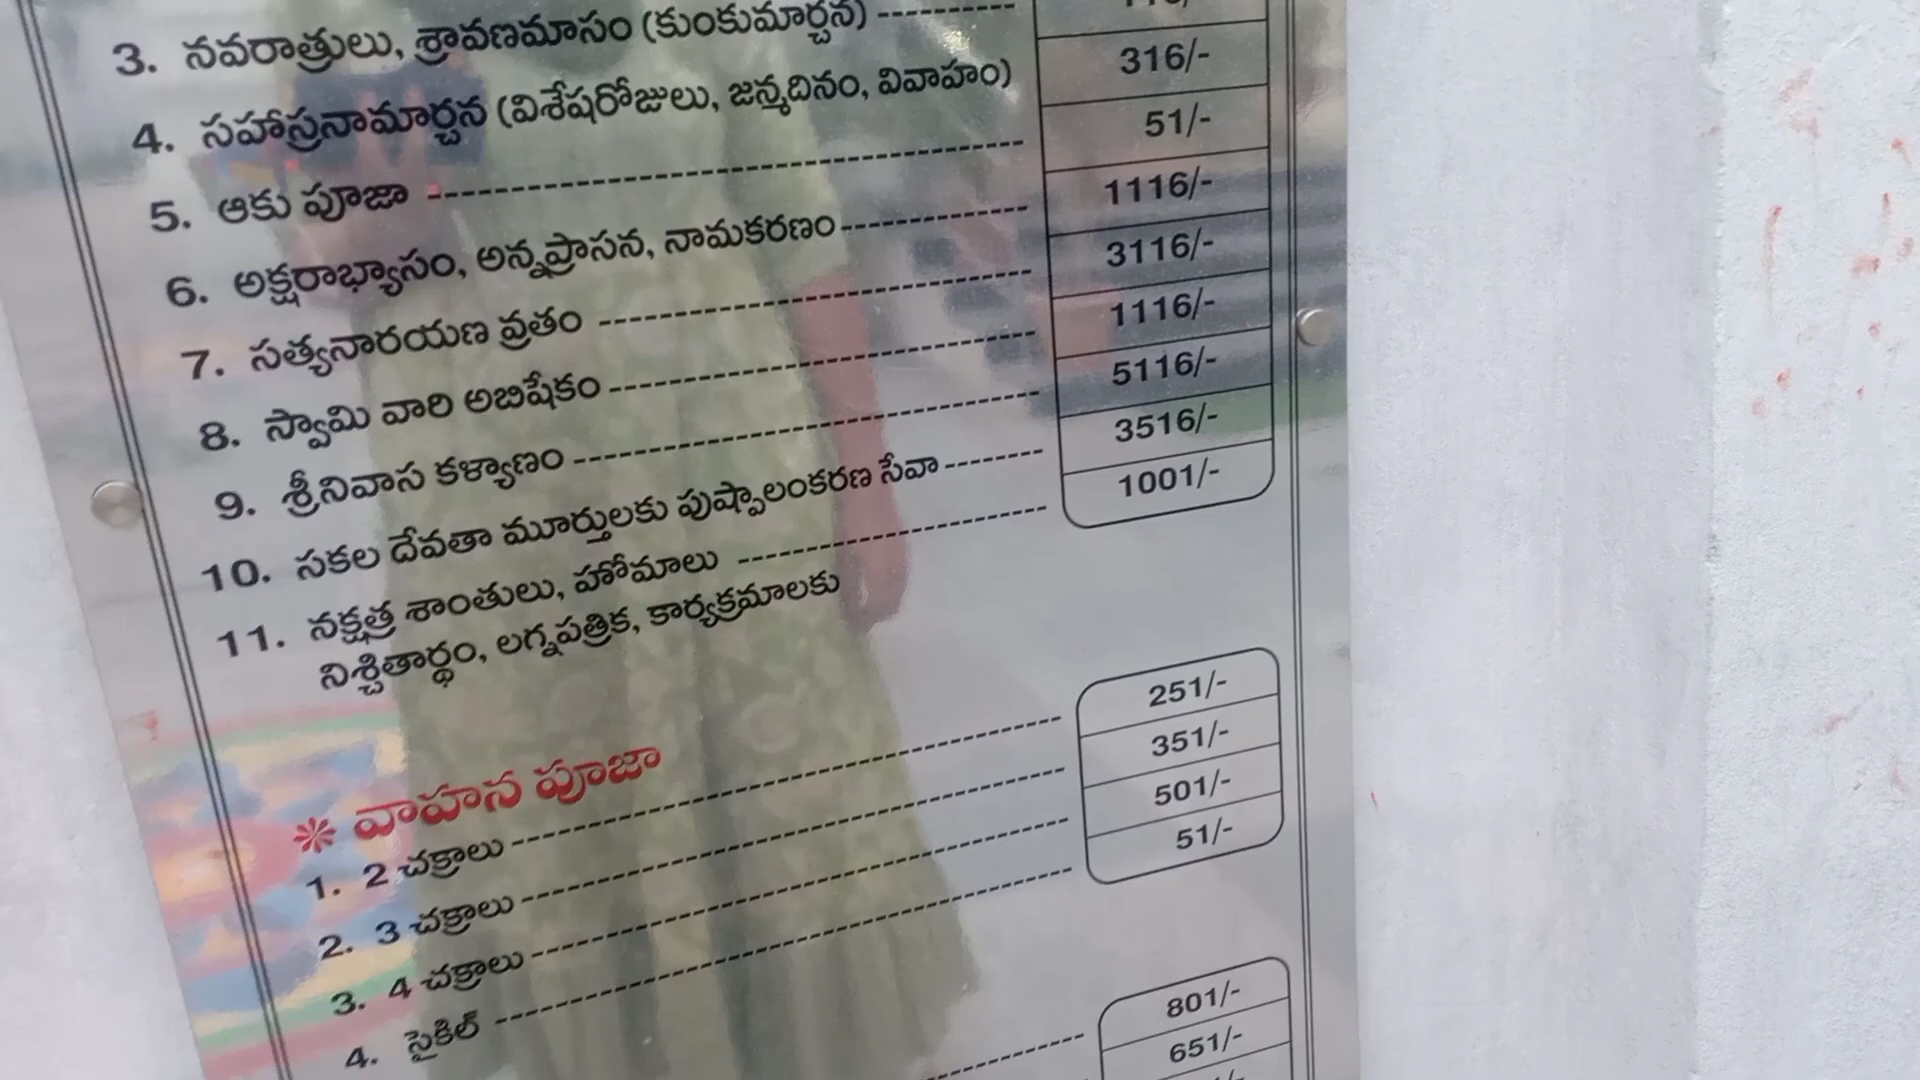 3. నవరాత్రులు, శ్రావణమాసం (కుంకుమార్చన) ----------
4. సహస్రానామార్చన (విశేషరోజులు, జన్మదినం, వివాహం) 316/-
5. ఆకు పూజా ---------- 51/-
6. అక్షరాభ్యాసం, అన్నప్రాసన, నామకరణం ---------- 1116/-
7. సత్యనారయణ వ్రతం ---------- 3116/-
8. స్వామి వారి అబిషేకం ---------- 1116/-
9. శ్రీనివాస కళ్యాణం ---------- 5116/-
10. సకల దేవతా మూర్తులకు పుష్పాలంకరణ సేవా ---------- 3516/-
11. నక్షత్ర శాంతులు, హోమాలు ---------- 1001/-
నిశ్చితార్థం, లగ్నపత్రిక, కార్యక్రమాలకు
వాహన పూజా
1. 2 చక్రాలు ---------- 251/-
2. 3 చక్రాలు ---------- 351/-
3. 4 చక్రాలు ---------- 501/-
4. సైకిల్ ---------- 51/-
801/-
651/-